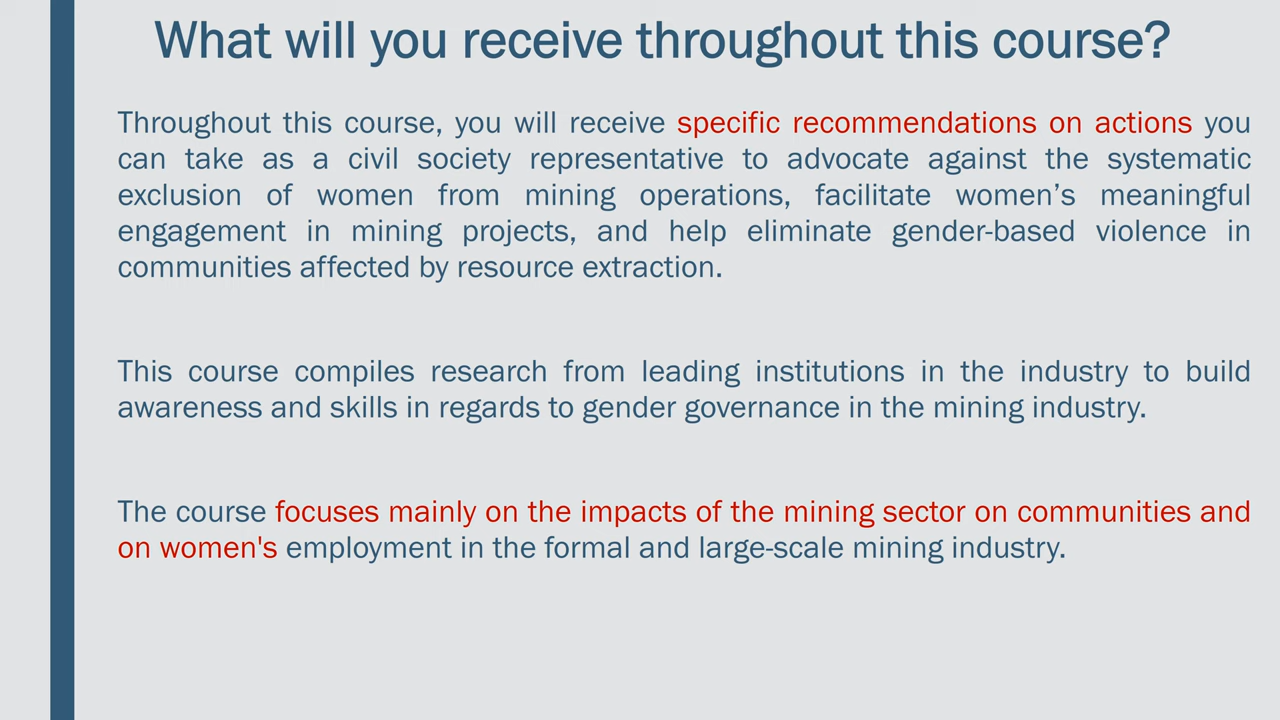 What will you receive throughout this course?
Throughout this course, you will receive specific recommendations on actions you
can take as a civil society representative to advocate against the systematic
exclusion of women from mining operations, facilitate women’s meaningful
engagement in mining projects, and help eliminate gender-based violence in
communities affected by resource extraction.
This course compiles research from leading institutions in the industry to build
awareness and skills in regards to gender governance in the mining industry.
The course focuses mainly on the impacts of the mining sector on communities and
on women's employment in the formal and large-scale mining industry.